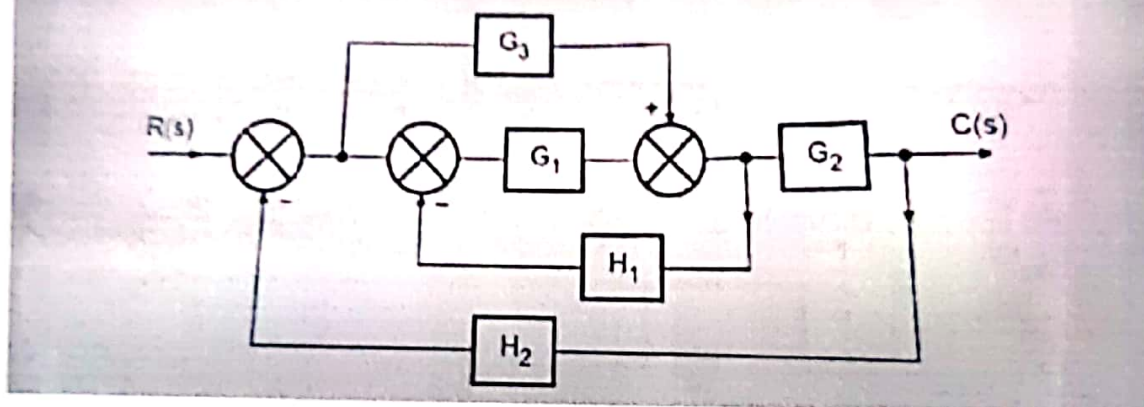 G₃
+
R(s)
G₁
G₂
C(s)
-
-
H₁
H₂